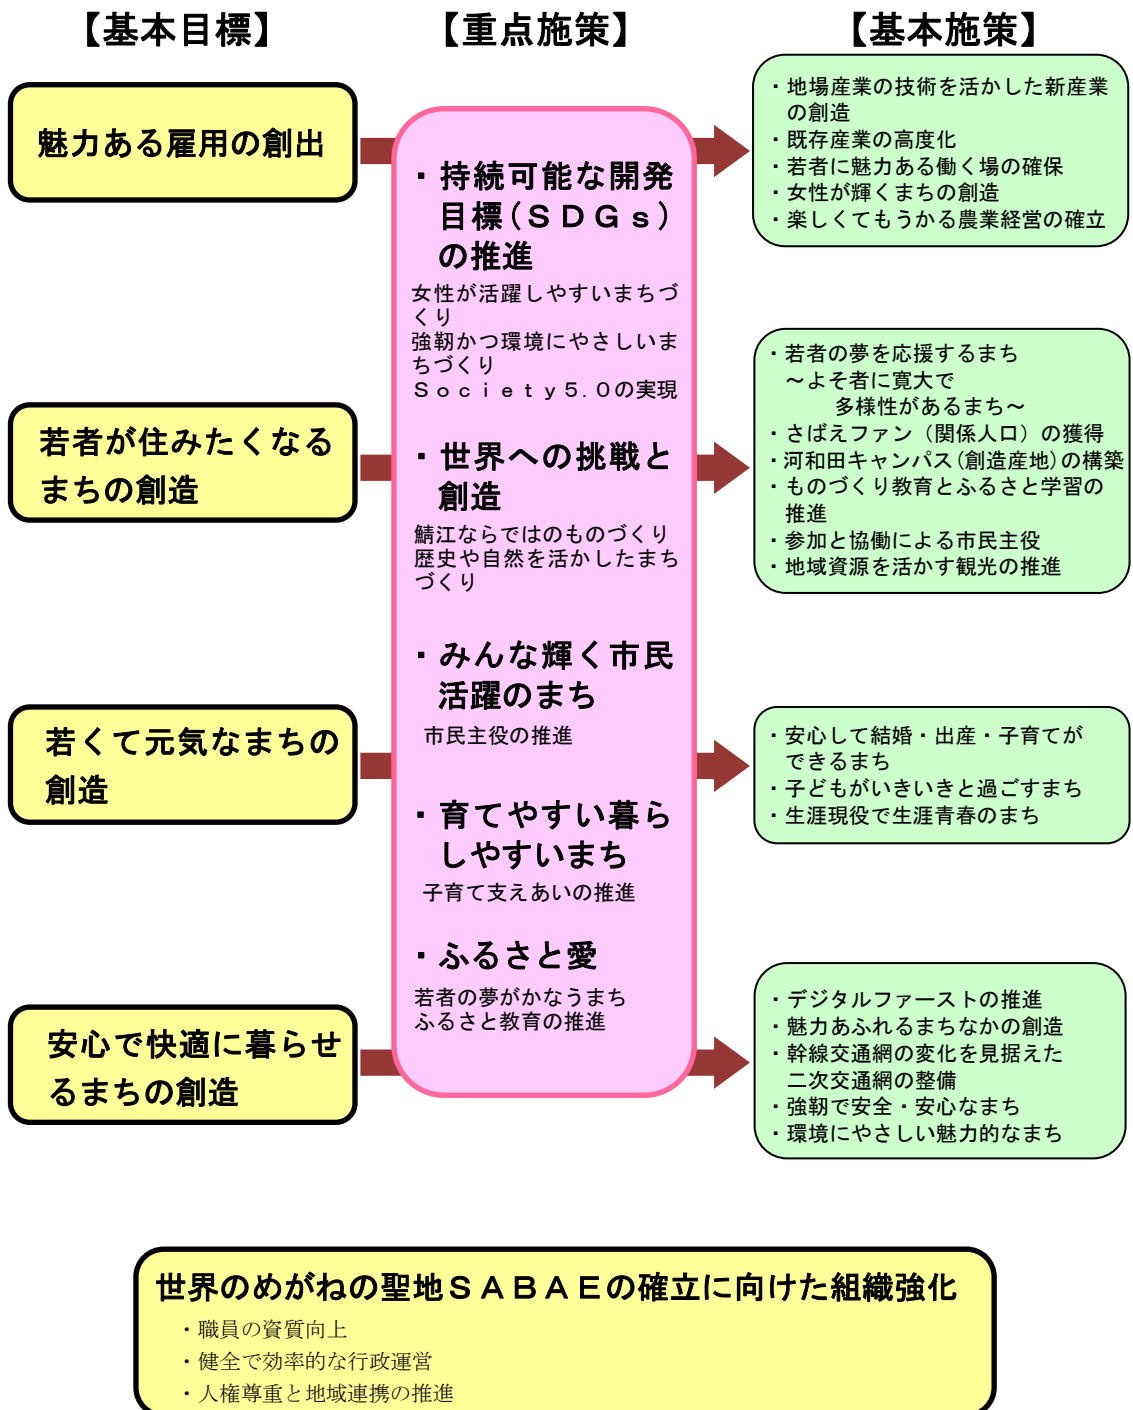 【基本目標】
【重点施策】
【基本施策】
魅力ある雇用の創出
若者が住みたくなる
まちの創造
若くて元気なまちの
創造
安心で快適に暮らせ
るまちの創造
・持続可能な開発
目標（ＳＤＧｓ）
の推進
女性が活躍しやすいまちづ
くり
強靭かつ環境にやさしいま
ちづくり
Ｓｏｃｉｅｔｙ５.０の実現
・世界への挑戦と
創造
鯖江ならではのものづくり
歴史や自然を活かしたまち
づくり
・みんな輝く市民
活躍のまち
市民主役の推進
・育てやすい暮ら
しやすいまち
子育て支えあいの推進
・ふるさと愛
若者の夢がかなうまち
ふるさと教育の推進
・地場産業の技術を活かした新産業
の創造
・既存産業の高度化
・若者に魅力ある働く場の確保
・女性が輝くまちの創造
・楽しくてもうかる農業経営の確立
・若者の夢を応援するまち
～よそ者に寛大で
多様性があるまち～
・さばえファン（関係人口）の獲得
・河和田キャンパス（創造産地）の構築
・ものづくり教育とふるさと学習の
推進
・参加と協働による市民主役
・地域資源を活かす観光の推進
・安心して結婚・出産・子育てが
できるまち
・子どもがいきいきと過ごすまち
・生涯現役で生涯青春のまち
・デジタルファーストの推進
・魅力あふれるまちなかの創造
・幹線交通網の変化を見据えた
二次交通網の整備
・強靭で安全・安心なまち
・環境にやさしい魅力的なまち
世界のめがねの聖地ＳＡＢＡＥの確立に向けた組織強化
・職員の資質向上
・健全で効率的な行政運営
・人権尊重と地域連携の推進